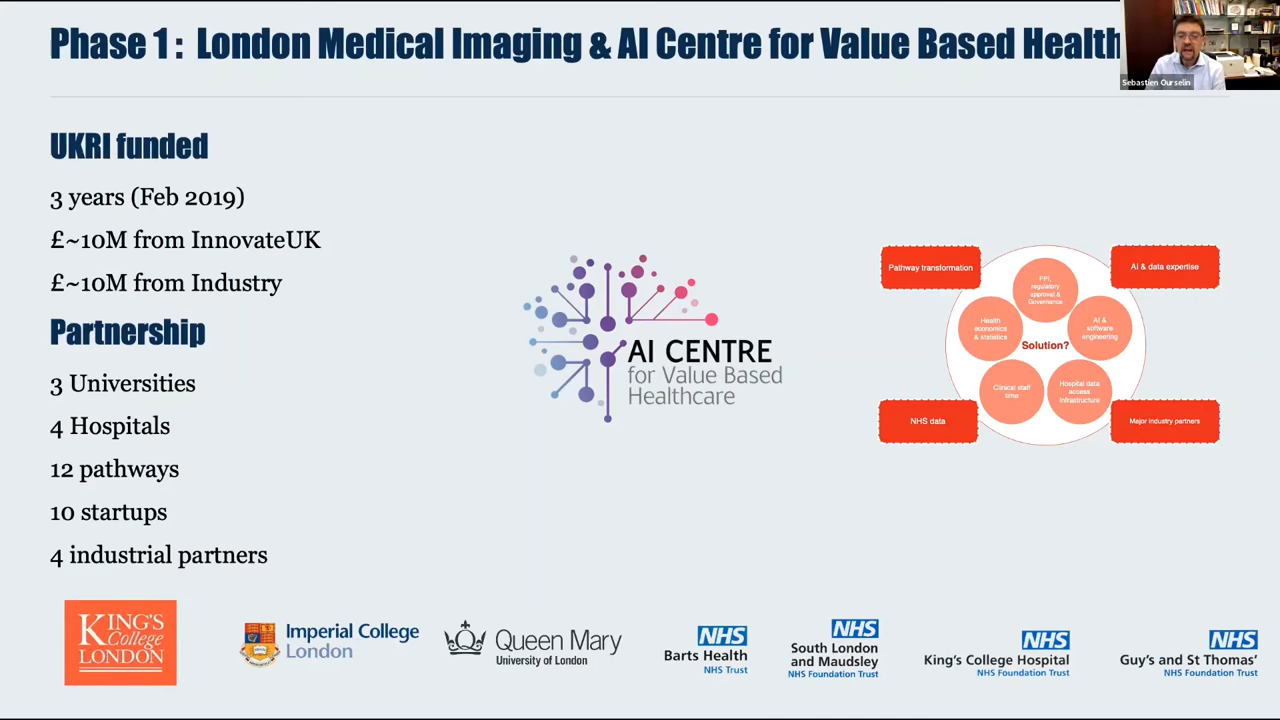 Phase 1 : London Medical Imaging & AI Centre for Value Based Health
Sebastien Ourselin
UKRI funded
3 years (Feb 2019)
£~10M from InnovateUK
£~10M from Industry
Partnership
3 Universities
4 Hospitals
12 pathways
10 startups
4 industrial partners
AI CENTRE
for Value Based
Healthcare
Pathway transformation
AI & data expertise
PPI,
regulatory
approval &
Governance
Health
economics
& statistics
AI &
software
engineering
Solution?
Clinical staff
time
Hospital data
access
infrastructure
NHS data
Major industry partners
KING'S
College
LONDON
Imperial College
London
Queen Mary
University of London
NHS
Barts Health
NHS Trust
NHS
South London
and Maudsley
NHS Foundation Trust
NHS
King's College Hospital
NHS Foundation Trust
NHS
Guy's and St Thomas'
NHS Foundation Trust